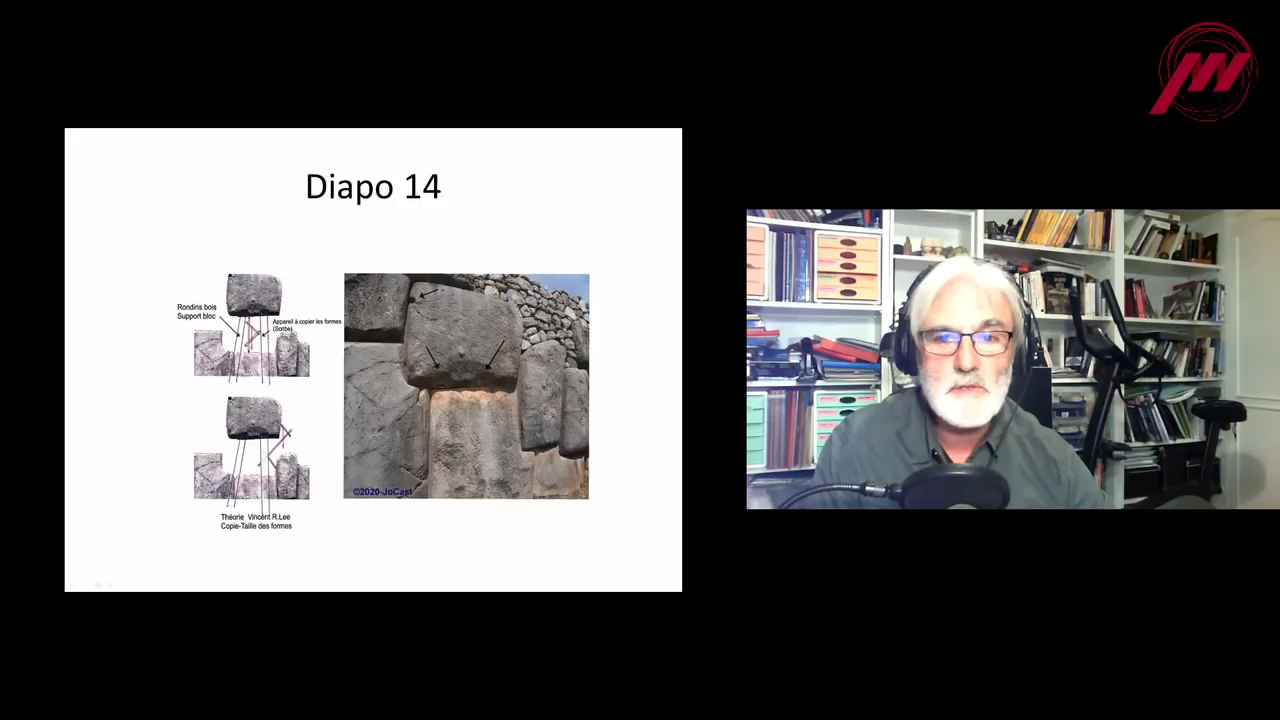 Diapo 14
Rondins bois
Support bloc
Appareil à copier les formes
(Scribe)
©2020-JoCast
Théorie Vincent R.Lee
Copie-Taille des formes